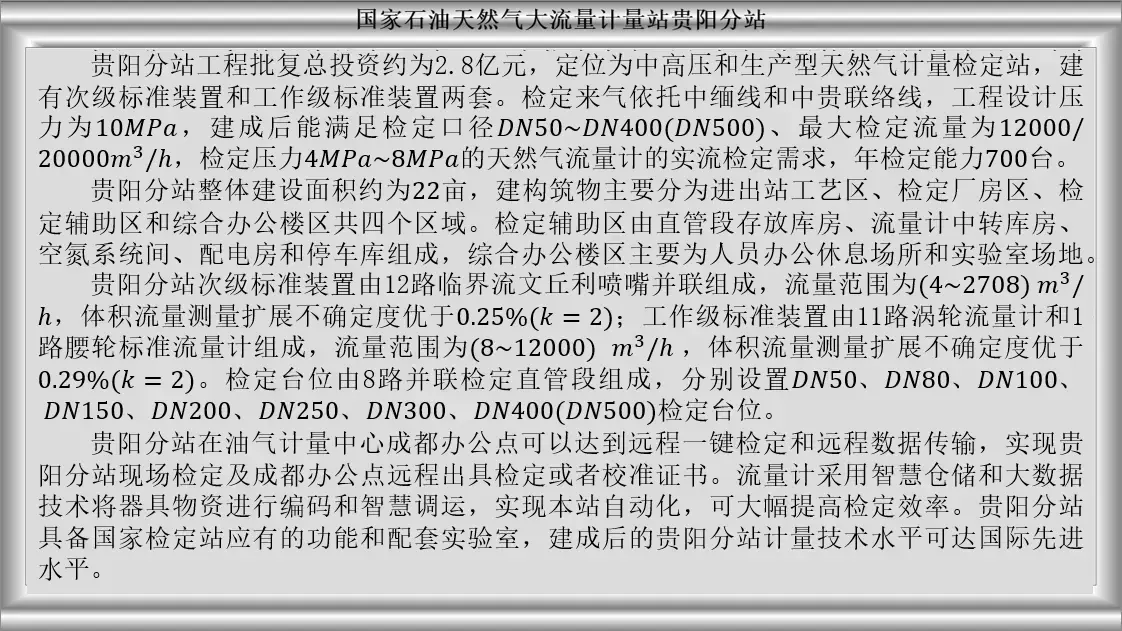 国家石油天然气大流量计量站贵阳分站
贵阳分站工程批复总投资约为2.8亿元，定位为中高压和生产型天然气计量检定站，建
有次级标准装置和工作级标准装置两套。检定来气依托中缅线和中贵联络线，工程设计压
力为10MPa，建成后能满足检定口径DN50~DN400(DN500)、最大检定流量为12000/
20000m³/h，检定压力4MPa~8MPa的天然气流量计的实流检定需求，年检定能力700台。
贵阳分站整体建设面积约为22亩，建构筑物主要分为进出站工艺区、检定厂房区、检
定辅助区和综合办公楼区共四个区域。检定辅助区由直管段存放库房、流量计中转库房、
空氮系统间、配电房和停车库组成，综合办公楼区主要为人员办公休息场所和实验室场地。
贵阳分站次级标准装置由12路临界流文丘利喷嘴并联组成，流量范围为(4~2708) m³/
h，体积流量测量扩展不确定度优于0.25%(k = 2)；工作级标准装置由11路涡轮流量计和1
路腰轮标准流量计组成，流量范围为(8~12000) m³/h，体积流量测量扩展不确定度优于
0.29%(k = 2)。检定台位由8路并联检定直管段组成，分别设置DN50、DN80、DN100、
DN150、DN200、DN250、DN300、DN400(DN500)检定台位。
贵阳分站在油气计量中心成都办公点可以达到远程一键检定和远程数据传输，实现贵
阳分站现场检定及成都办公点远程出具检定或者校准证书。流量计采用智慧仓储和大数据
技术将器具物资进行编码和智慧调运，实现本站自动化，可大幅提高检定效率。贵阳分站
具备国家检定站应有的功能和配套实验室，建成后的贵阳分站计量技术水平可达国际先进
水平。